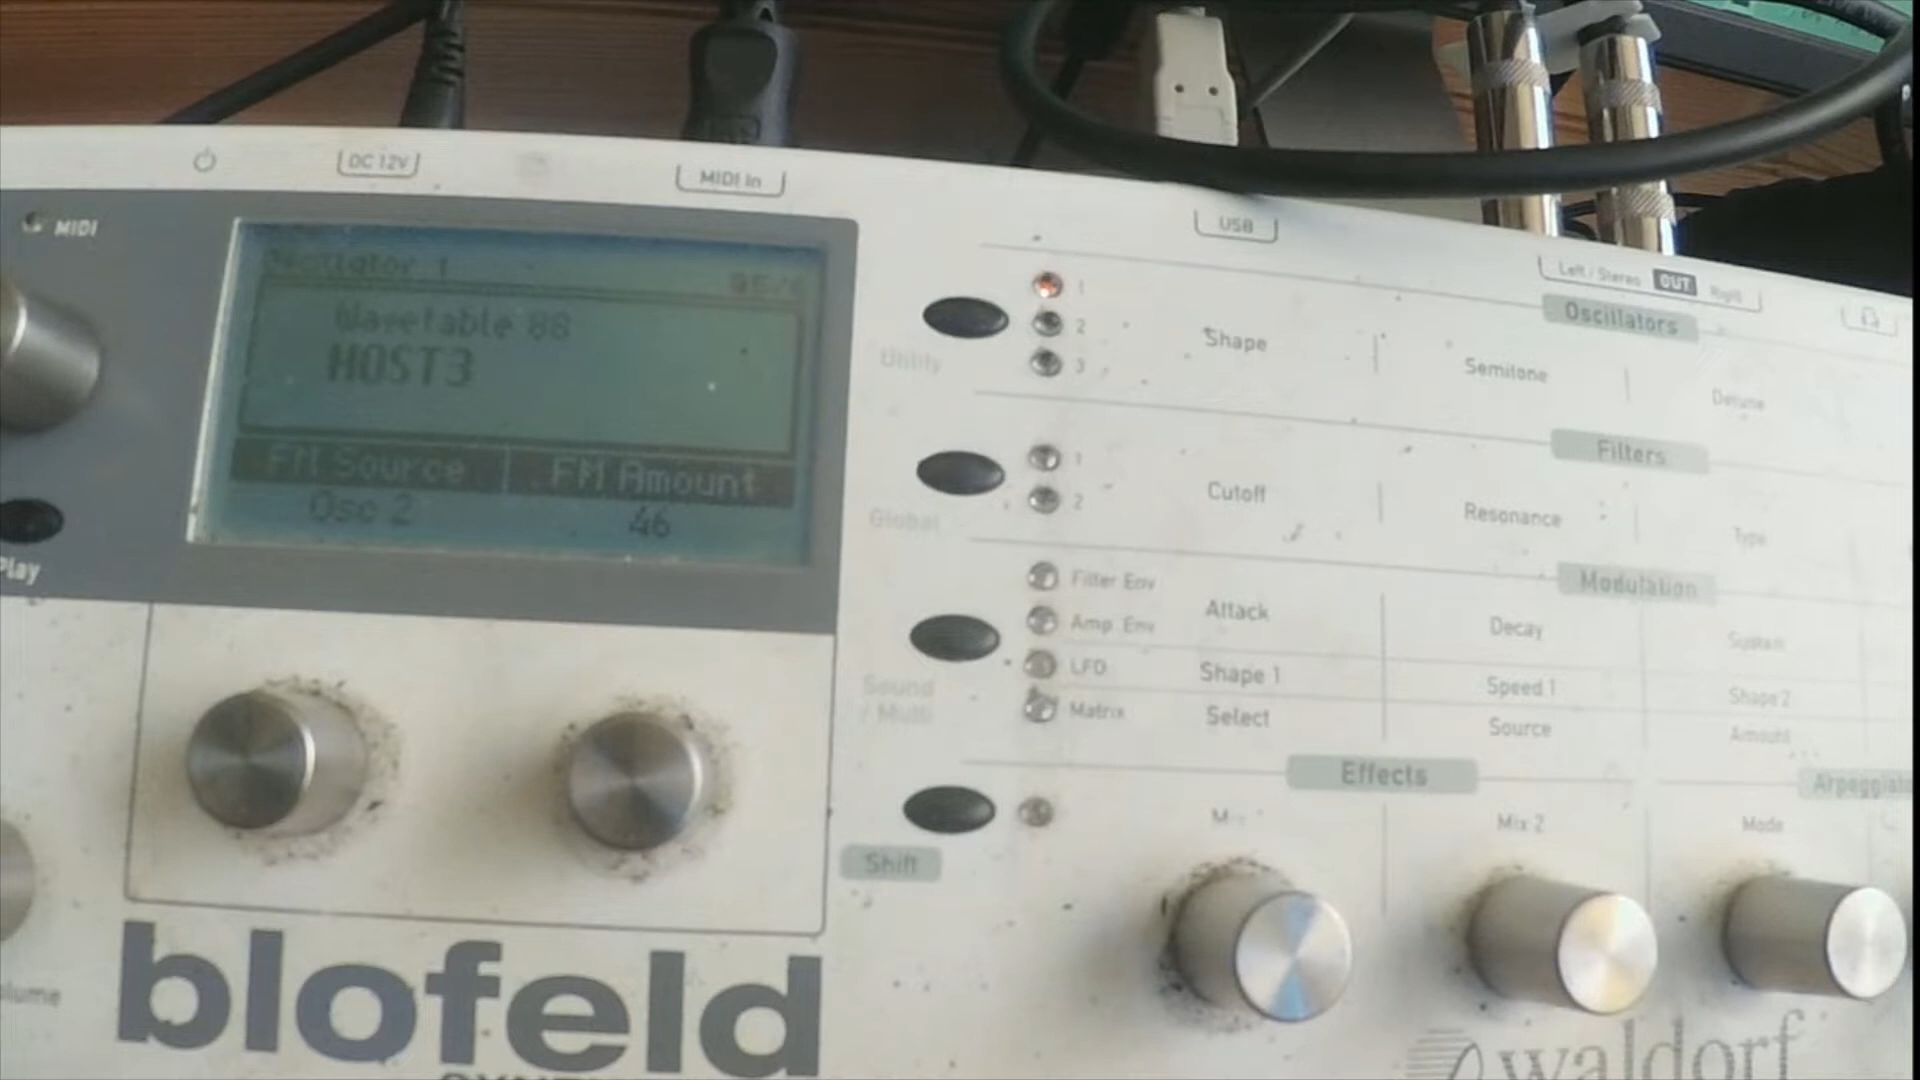 DC 12V
MIDI In
USB
MIDI
Left / Stereo OUT Right
Oscillator 1
Wavetable 88
HOST3
FM Source FM Amount
Osc 2 46
Play
1
2
3
Utility
Oscillators
Shape Semitone Detune
Filters
1
2
Global
Cutoff Resonance Type
Modulation
Filter Env Attack Decay Sustain
Amp. Env
LFO Shape 1 Speed 1 Shape 2
Matrix Select Source Amount
Sound
/ Multi
Effects
Mix 2 Mode
Shift
blofeld
waldorf